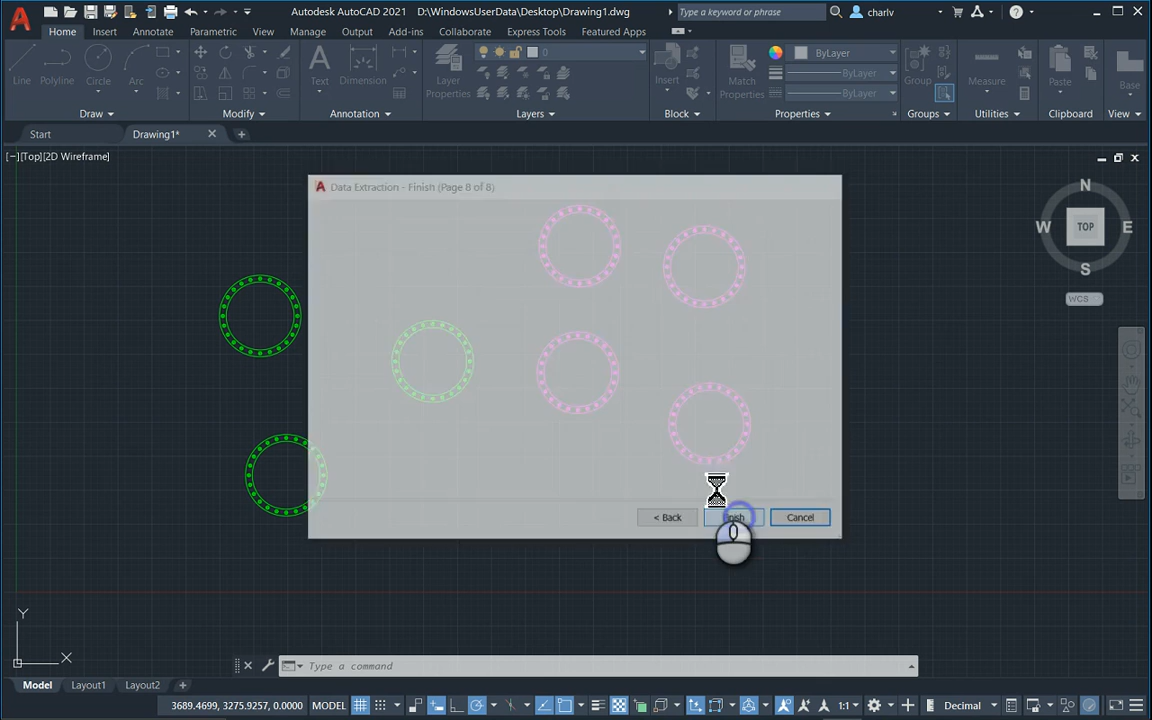 Autodesk AutoCAD 2021 D:\WindowsUserData\Desktop\Drawing1.dwg Type a keyword or phrase charlv
Home Insert Annotate Parametric View Manage Output Add-ins Collaborate Express Tools Featured Apps
Line Polyline Circle Arc Text Dimension Layer Properties 0 Insert Match Properties ByLayer ByLayer ByLayer Group Measure Paste Base
Draw Modify Annotation Layers Block Properties Groups Utilities Clipboard View
Start Drawing1*
[−][Top][2D Wireframe]
Data Extraction - Finish (Page 8 of 8)
N
W TOP E
S
WCS
< Back Finish Cancel
Y
X
Type a command
Model Layout1 Layout2
3689.4699, 3275.9257, 0.0000 MODEL 1:1 Decimal